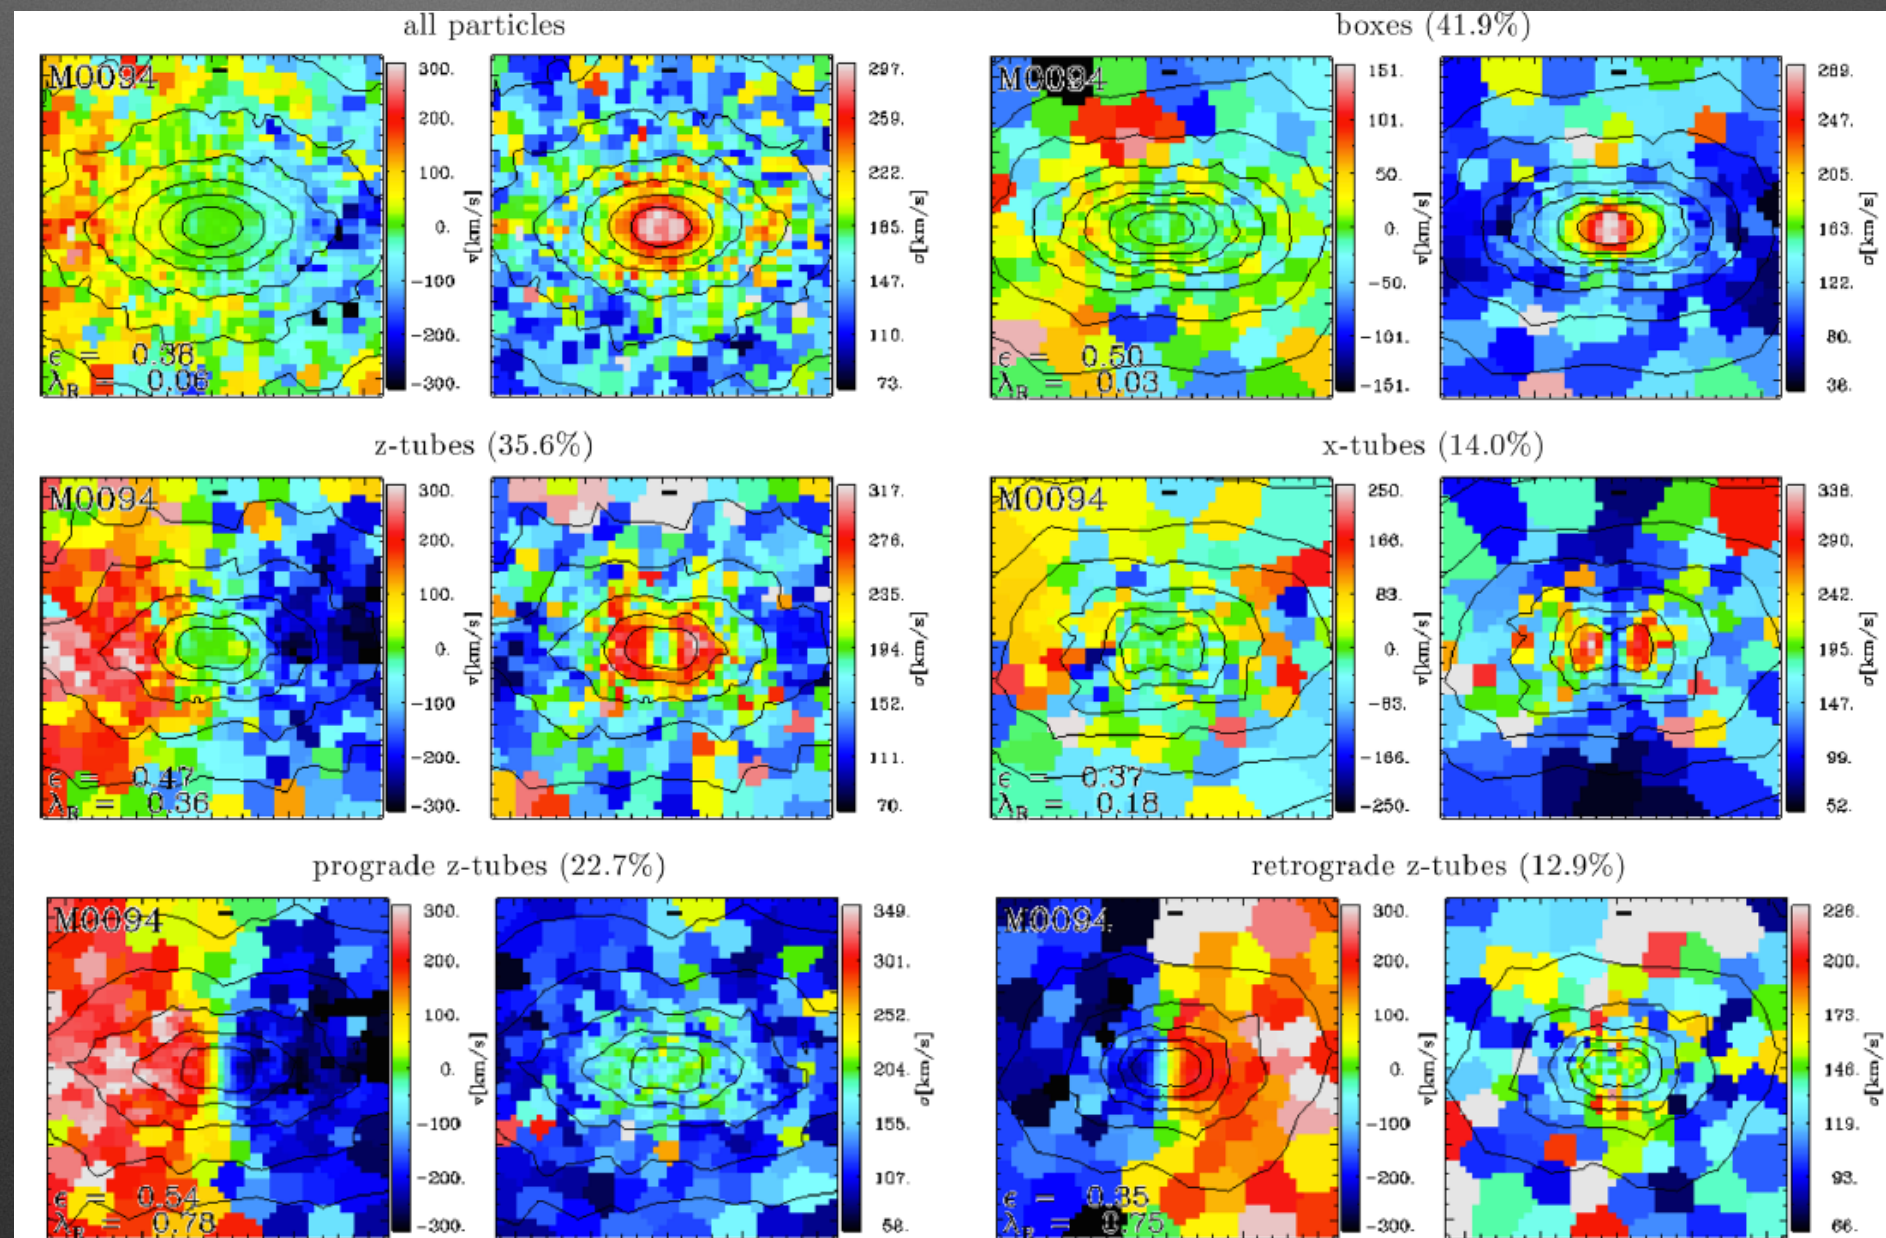 all particles
M0094
300.
200.
100.
0.
-100
-200.
-300.
v[km/s]
ε = 0.38
λR = 0.06
297.
259.
222.
185.
147.
110.
73.
σ[km/s]
boxes (41.9%)
M0094
151.
101.
50.
0.
-50.
-101.
-151.
v[km/s]
ε = 0.50
λR = 0.03
289.
247.
205.
163.
122.
80.
38.
σ[km/s]
z-tubes (35.6%)
M0094
300.
200.
100.
0.
-100
-200.
-300.
v[km/s]
ε = 0.47
λR = 0.36
317.
276.
235.
194.
152.
111.
70.
σ[km/s]
x-tubes (14.0%)
M0094
250.
166.
83.
0.
-83.
-166.
-250.
v[km/s]
ε = 0.37
λR = 0.18
338.
290.
242.
195.
147.
99.
52.
σ[km/s]
prograde z-tubes (22.7%)
M0094
300.
200.
100.
0.
-100
-200.
-300.
v[km/s]
ε = 0.54
λR = 0.78
349.
301.
252.
204.
155.
107.
58.
σ[km/s]
retrograde z-tubes (12.9%)
M0094
300.
200.
100.
0.
-100
-200.
-300.
v[km/s]
ε = 0.35
λR = 0.75
226.
200.
173.
146.
119.
93.
66.
σ[km/s]